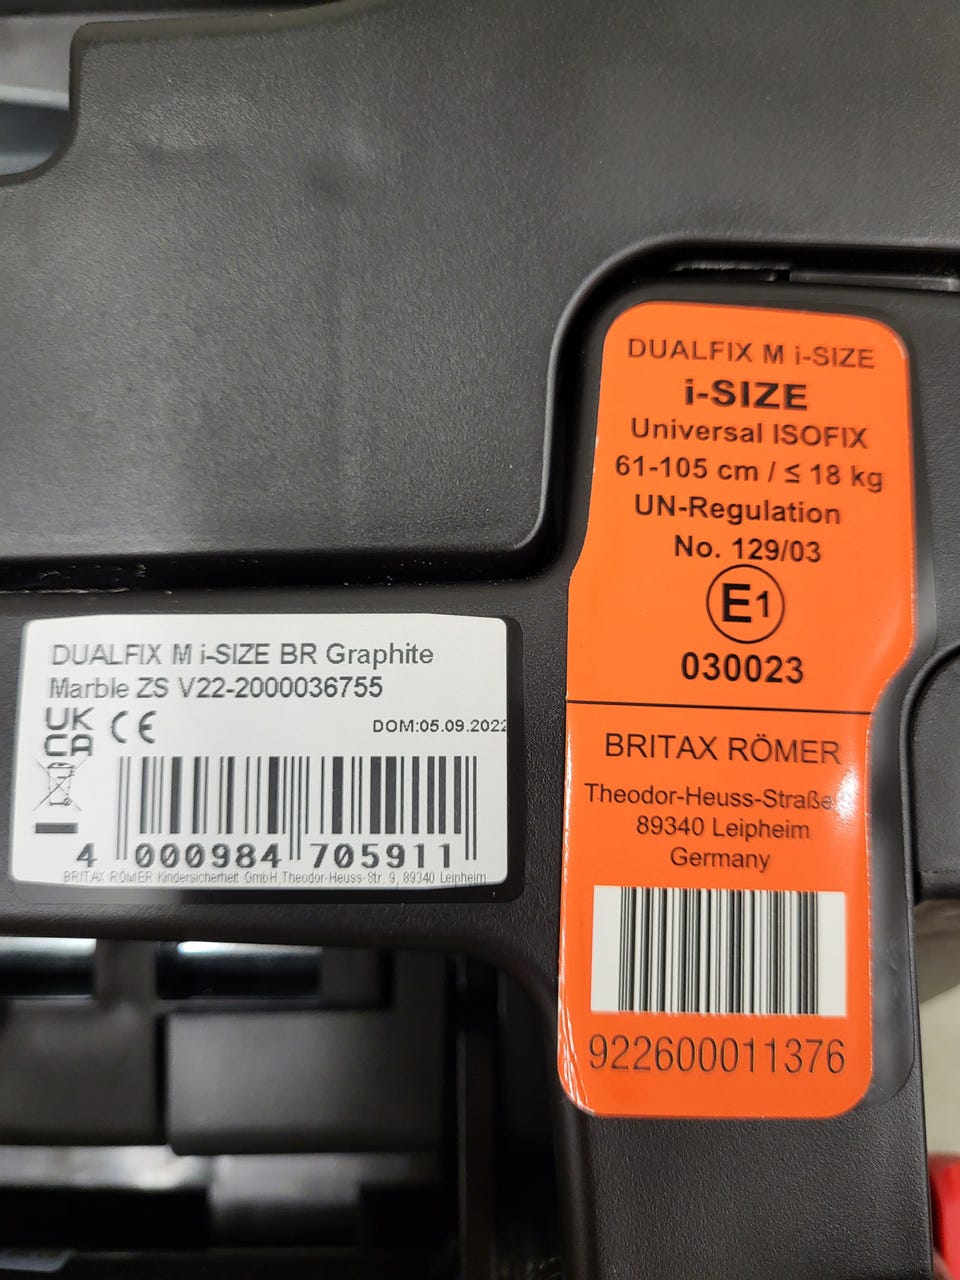 DUALFIX M i-SIZE BR Graphite
Marble ZS V22-2000036755
UK
CA
CE
DOM:05.09.2022
4 000984 705911
BRITAX RÖMER Kindersicherheit GmbH,Theodor-Heuss-Str. 9, 89340 Leipheim
DUALFIX M i-SIZE
i-SIZE
Universal ISOFIX
61-105 cm / ≤ 18 kg
UN-Regulation
No. 129/03
E1
030023
BRITAX RÖMER
Theodor-Heuss-Straße
89340 Leipheim
Germany
922600011376